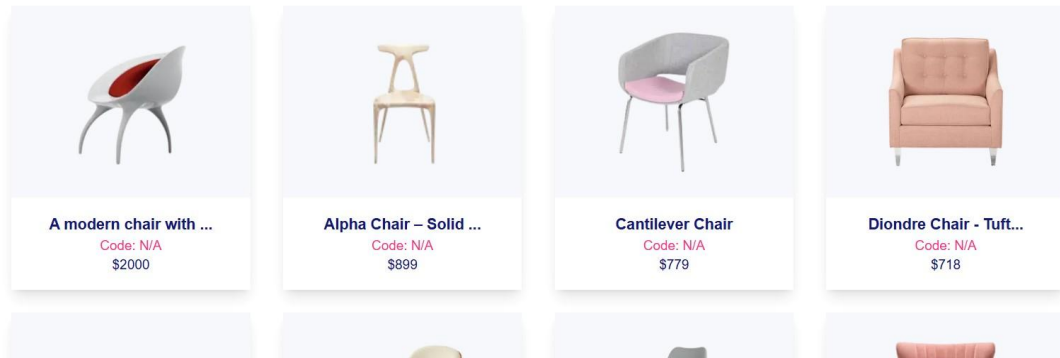 A modern chair with ...
Code: N/A
$2000
Alpha Chair – Solid ...
Code: N/A
$899
Cantilever Chair
Code: N/A
$779
Diondre Chair - Tuft...
Code: N/A
$718